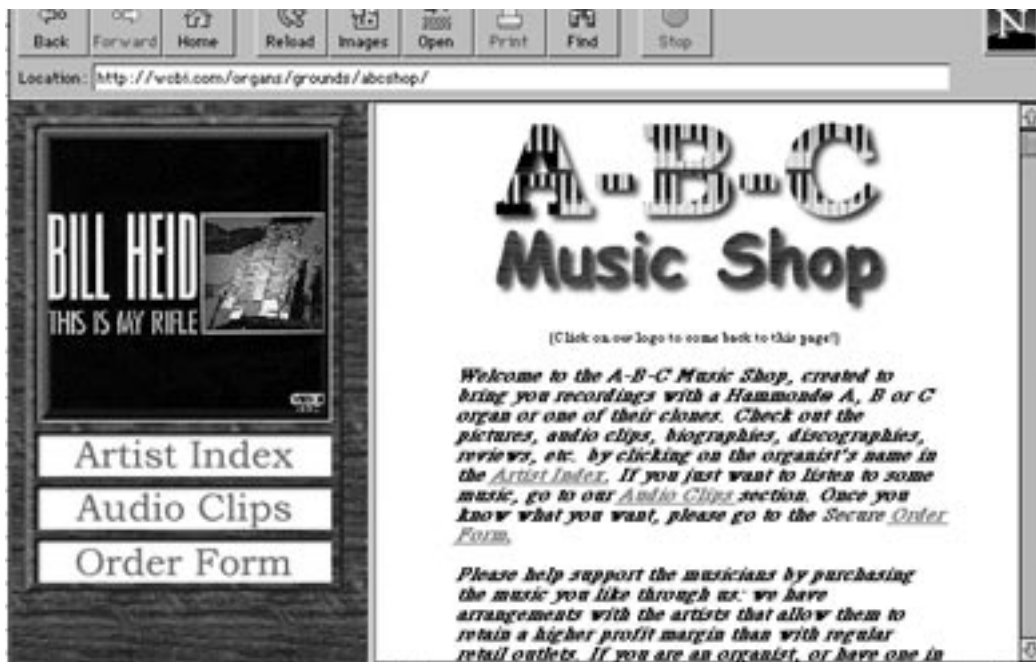 Back Forward Home Reload Images Open Print Find Stop
N
Location: http://wcbi.com/organs/grounds/abcshop/
BILL HEID
THIS IS MY RIFLE
Artist Index
Audio Clips
Order Form
A-B-C
Music Shop
(Click on our logo to come back to this page!)
Welcome to the A-B-C Music Shop, created to
bring you recordings with a Hammond® A, B or C
organ or one of their clones. Check out the
pictures, audio clips, biographies, discographies,
reviews, etc. by clicking on the organist's name in
the Artist Index. If you just want to listen to some
music, go to our Audio Clips section. Once you
know what you want, please go to the Secure Order
Form.
Please help support the musicians by purchasing
the music you like through us: we have
arrangements with the artists that allow them to
retain a higher profit margin than with regular
retail outlets. If you are an organist, or have one in